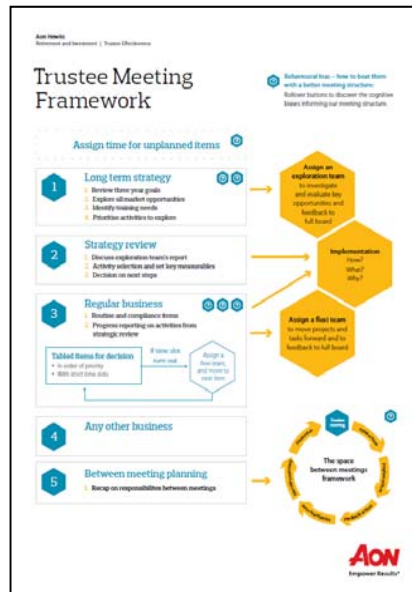 Aon Hewitt
Retirement and Investment | Trustee Effectiveness
Trustee Meeting
Framework
Behavioural bias – how to beat them
with a better meeting structure:
Rollover buttons to discover the cognitive
biases informing our meeting structure.
Assign time for unplanned items
1
Long term strategy
1. Review three year goals
2. Explore all market opportunities
3. Identify training needs
4. Prioritise activities to explore
Assign an
exploration team
to investigate
and evaluate key
opportunities and
feedback to
full board
2
Strategy review
1. Discuss exploration team's report
2. Activity selection and set key measurables
3. Decision on next steps
Implementation
How?
What?
Why?
3
Regular business
1. Routine and compliance items
2. Progress reporting on activities from
strategic review
Tabled items for decision
• In order of priority
• With strict time slots
If time slot
runs out
Assign a
flexi team,
and move to
next item
Assign a flexi team
to move projects and
tasks forward and to
feedback to full board
4
Any other business
5
Between meeting planning
1. Recap on responsibilites between meetings
Trustee
meeting
The space
between meetings
framework
AON
Empower Results®